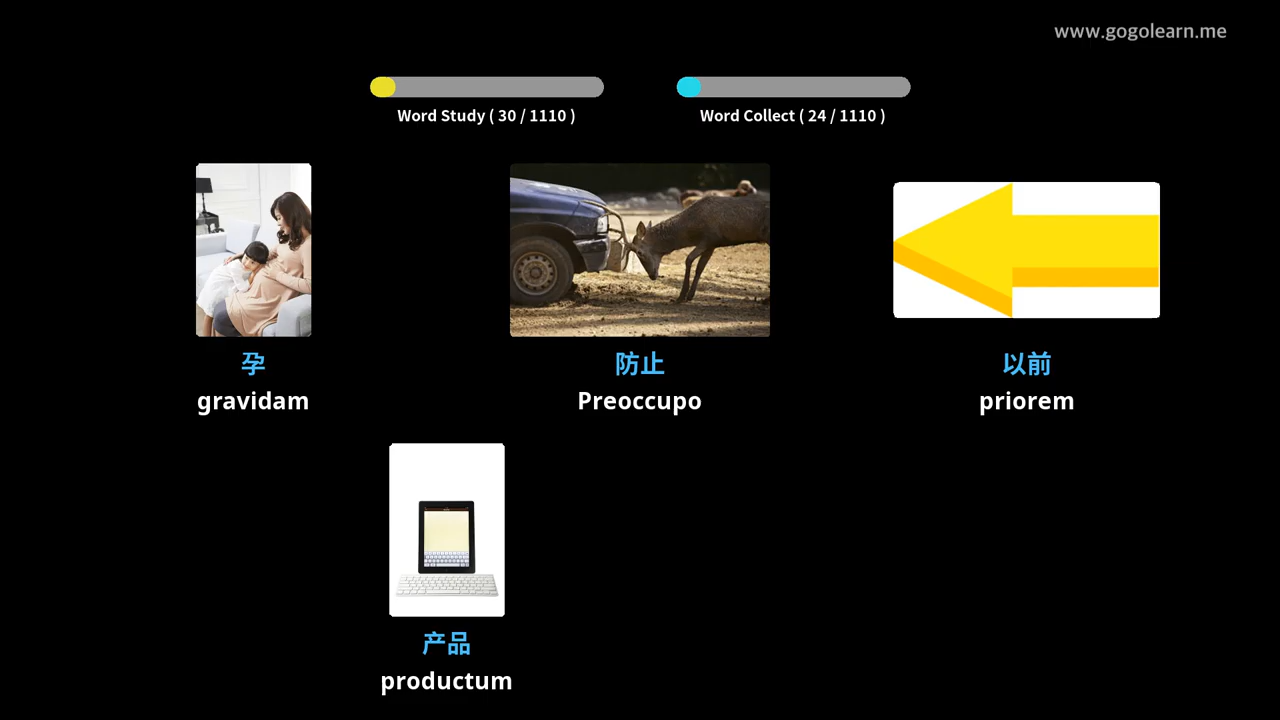 www.gogolearn.me
Word Study ( 30 / 1110 )
Word Collect ( 24 / 1110 )
孕
gravidam
防止
Preoccupo
以前
priorem
产品
productum